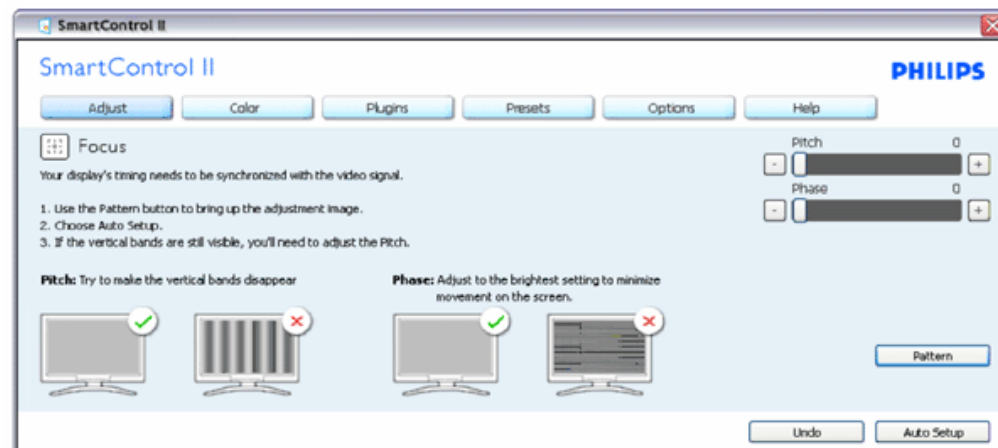 SmartControl II
SmartControl II
PHILIPS
Adjust
Color
Plugins
Presets
Options
Help
Focus
Your display's timing needs to be synchronized with the video signal.
1. Use the Pattern button to bring up the adjustment image.
2. Choose Auto Setup.
3. If the vertical bands are still visible, you'll need to adjust the Pitch.
Pitch 0
-
+
Phase 0
-
+
Pitch: Try to make the vertical bands disappear
Phase: Adjust to the brightest setting to minimize
movement on the screen.
Pattern
Undo
Auto Setup